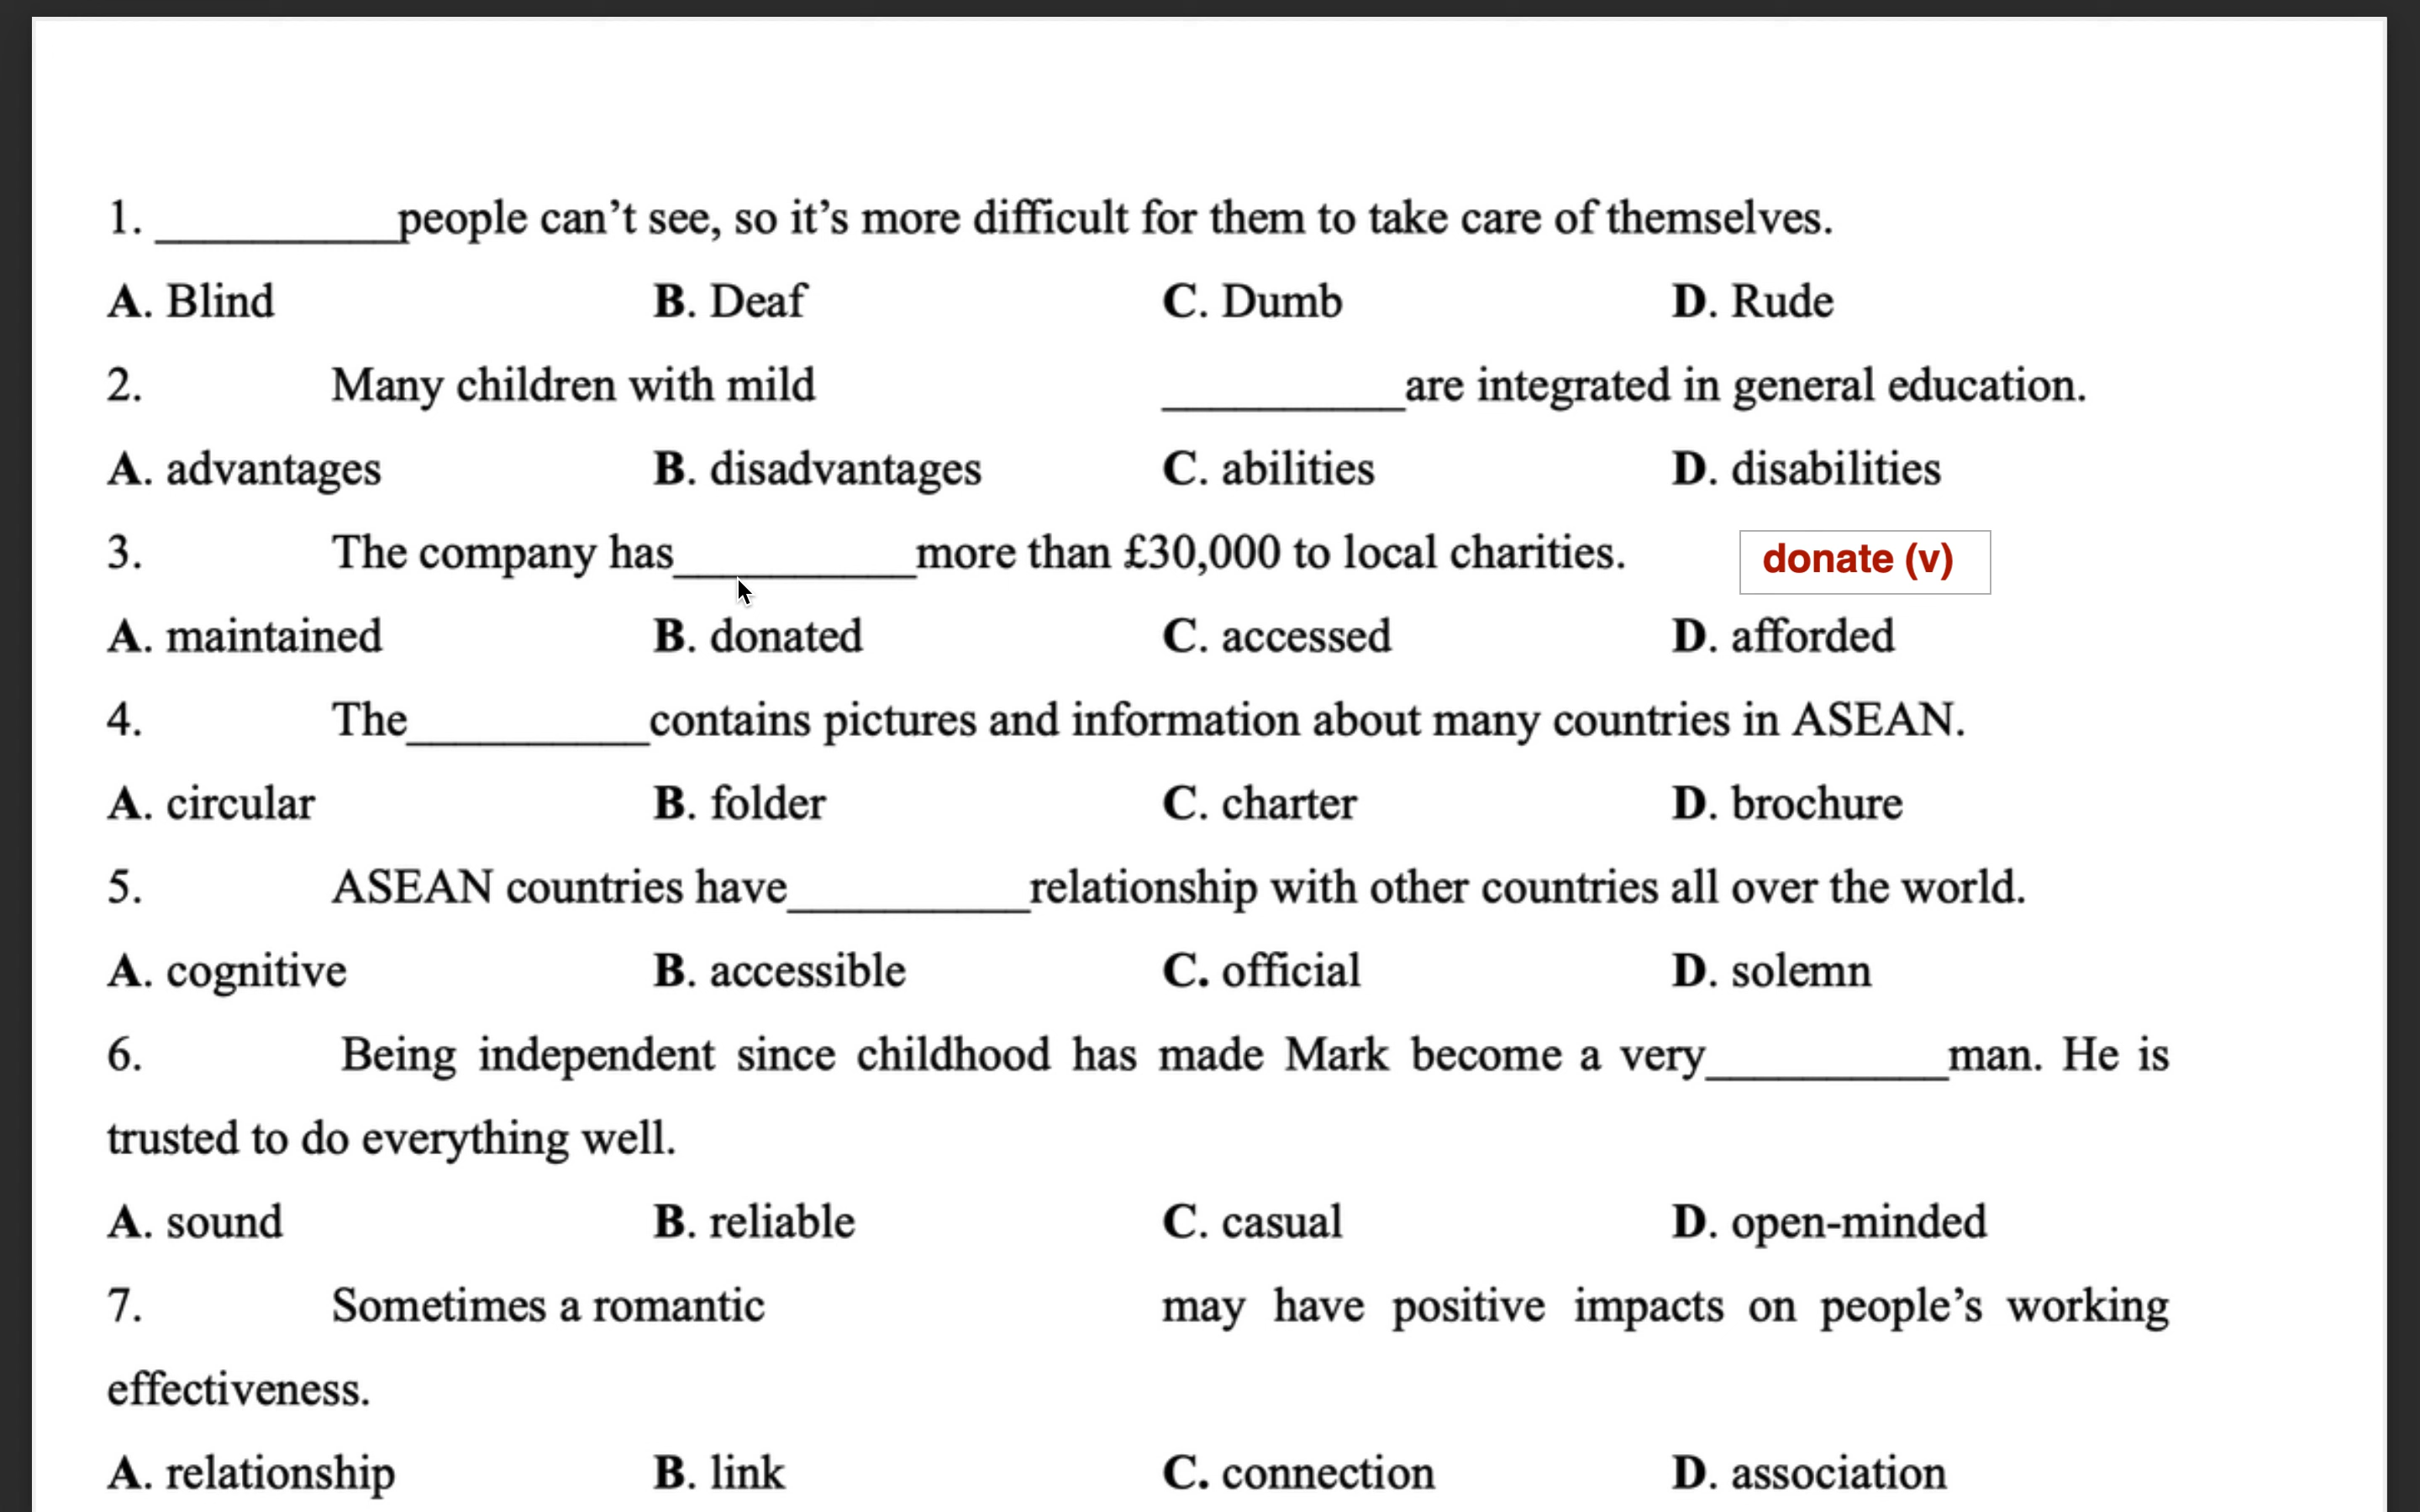 1. __________people can’t see, so it’s more difficult for them to take care of themselves.
A. Blind B. Deaf C. Dumb D. Rude
2. Many children with mild __________are integrated in general education.
A. advantages B. disadvantages C. abilities D. disabilities
3. The company has__________more than £30,000 to local charities. donate (v)
A. maintained B. donated C. accessed D. afforded
4. The__________contains pictures and information about many countries in ASEAN.
A. circular B. folder C. charter D. brochure
5. ASEAN countries have__________relationship with other countries all over the world.
A. cognitive B. accessible C. official D. solemn
6. Being independent since childhood has made Mark become a very__________man. He is
trusted to do everything well.
A. sound B. reliable C. casual D. open-minded
7. Sometimes a romantic may have positive impacts on people’s working
effectiveness.
A. relationship B. link C. connection D. association